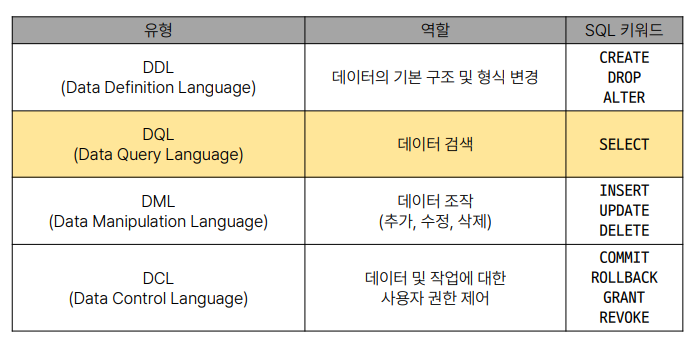 유형 역할 SQL 키워드
DDL
(Data Definition Language)
데이터의 기본 구조 및 형식 변경
CREATE
DROP
ALTER
DQL
(Data Query Language)
데이터 검색
SELECT
DML
(Data Manipulation Language)
데이터 조작
(추가, 수정, 삭제)
INSERT
UPDATE
DELETE
DCL
(Data Control Language)
데이터 및 작업에 대한
사용자 권한 제어
COMMIT
ROLLBACK
GRANT
REVOKE